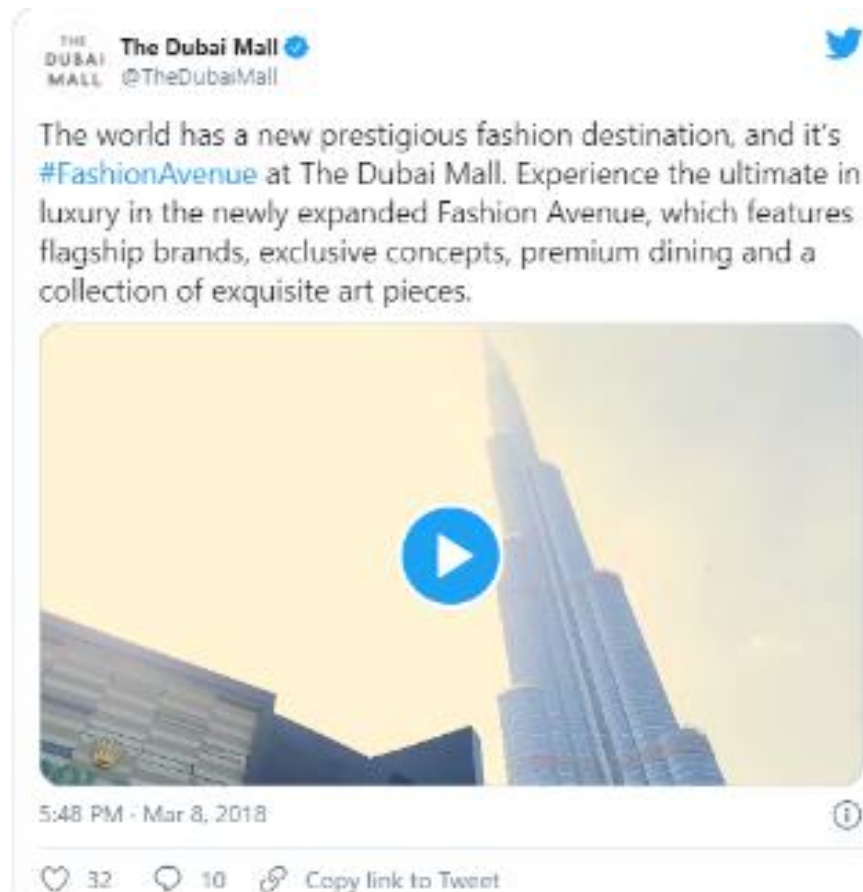 THE
DUBAI
MALL
The Dubai Mall
@TheDubaiMall
The world has a new prestigious fashion destination, and it's
#FashionAvenue at The Dubai Mall. Experience the ultimate in
luxury in the newly expanded Fashion Avenue, which features
flagship brands, exclusive concepts, premium dining and a
collection of exquisite art pieces.
5:48 PM · Mar 8, 2018
32 10 Copy link to Tweet